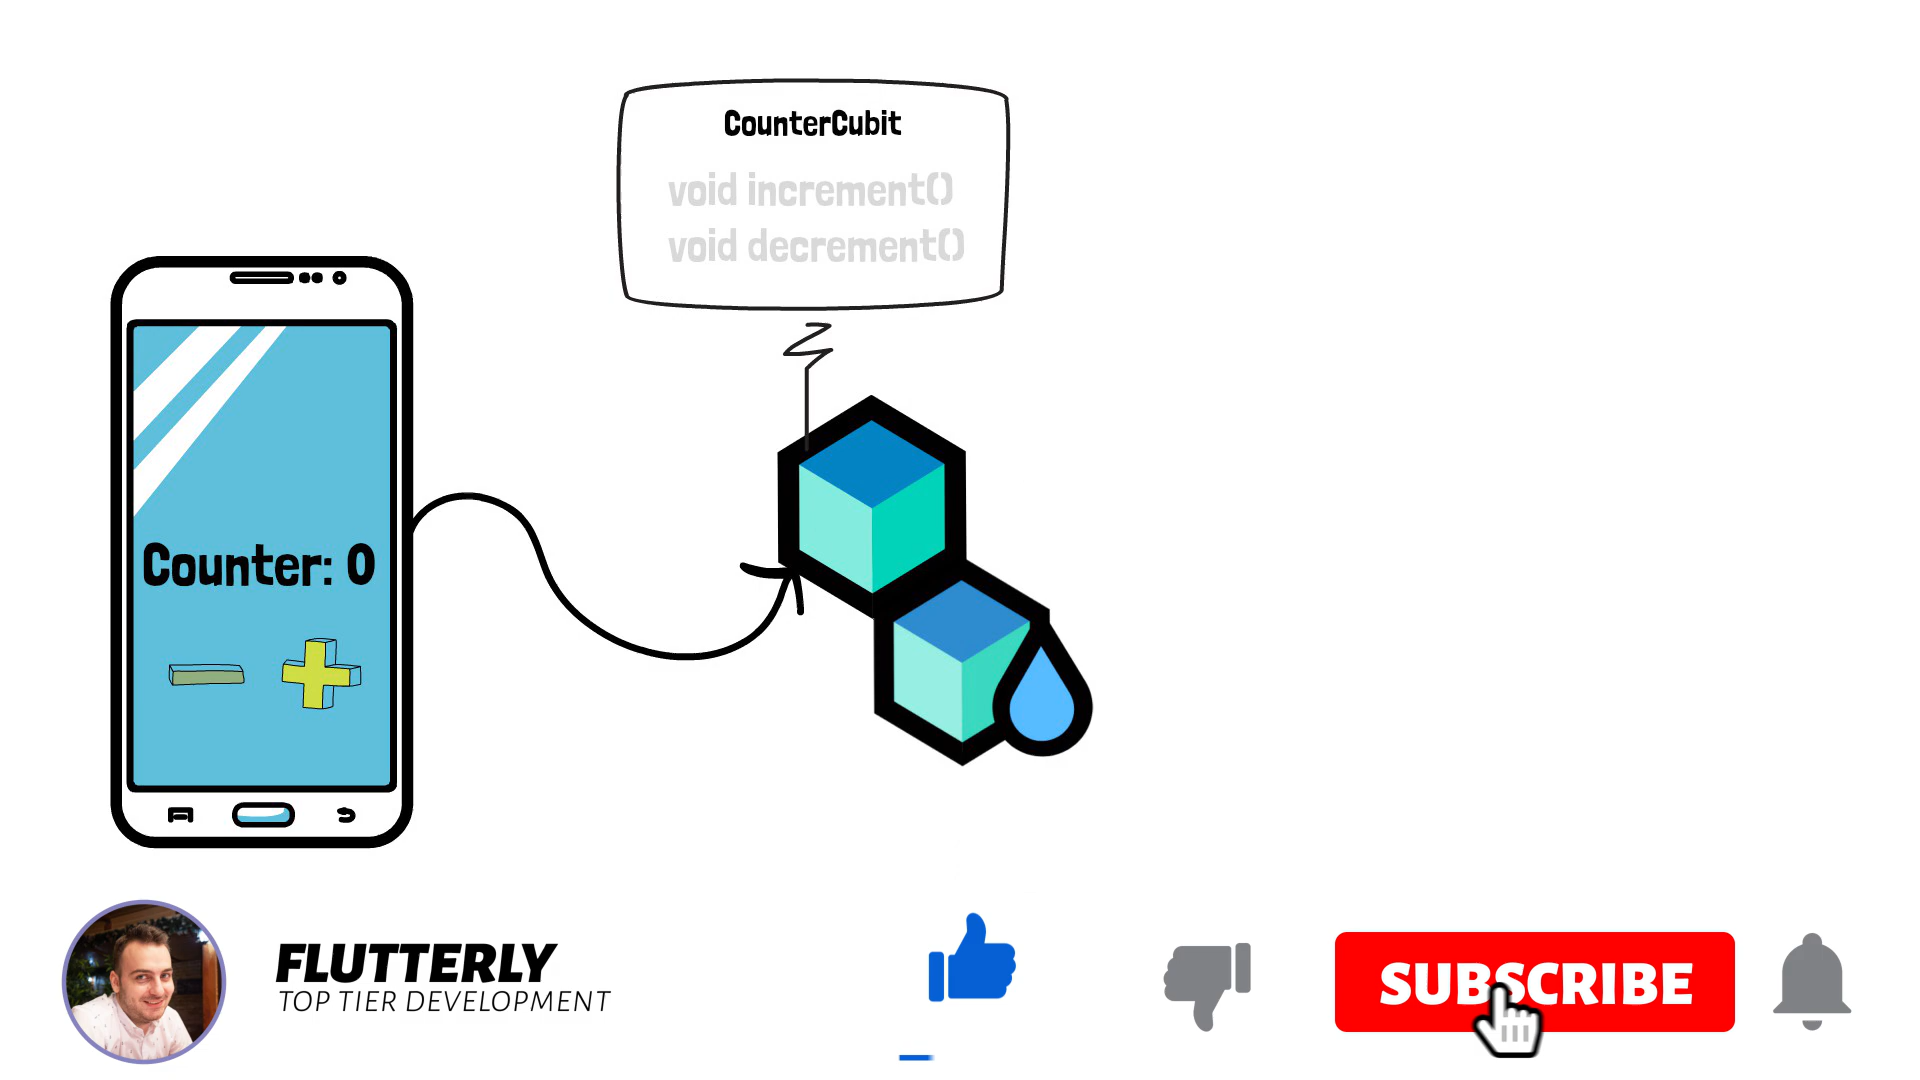 CounterCubit
void increment()
void decrement()
Counter: 0
FLUTTERLY
TOP TIER DEVELOPMENT
SUBSCRIBE